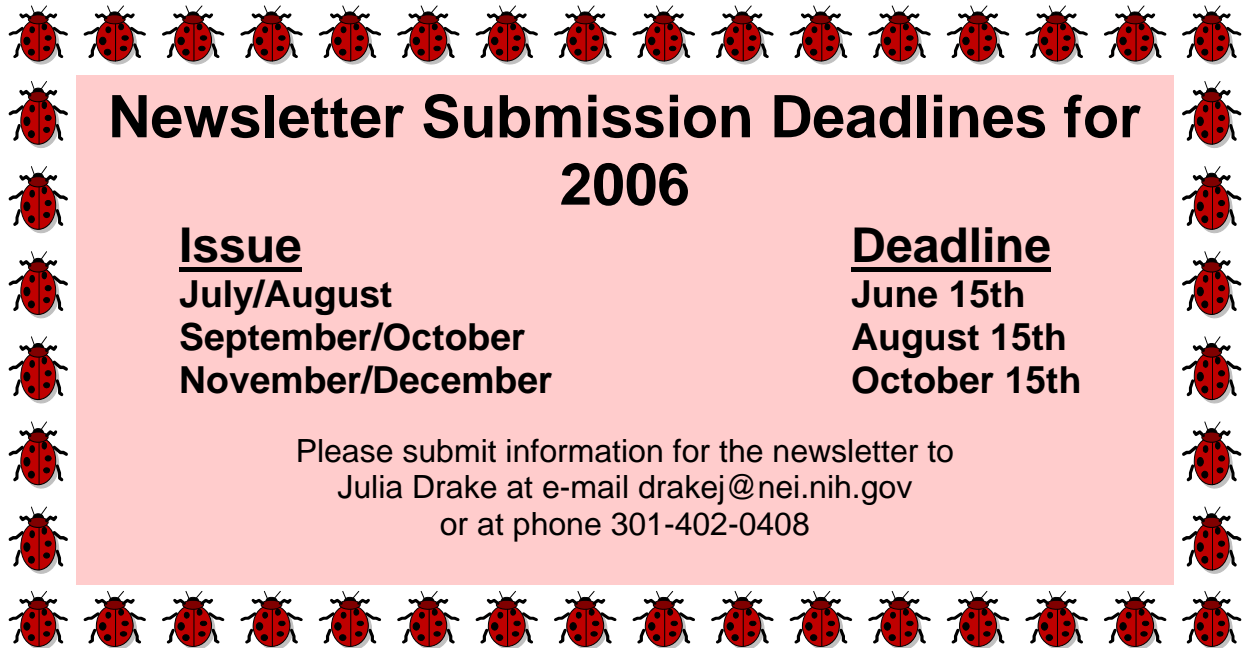 Newsletter Submission Deadlines for
2006
Issue Deadline
July/August June 15th
September/October August 15th
November/December October 15th
Please submit information for the newsletter to
Julia Drake at e-mail drakej@nei.nih.gov
or at phone 301-402-0408